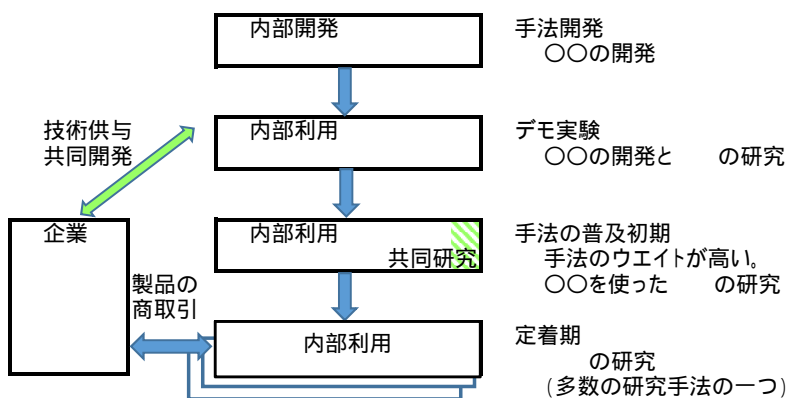 内部開発
手法開発
〇〇の開発
技術供与
共同開発
内部利用
デモ実験
〇〇の開発と　　の研究
企業
内部利用
共同研究
手法の普及初期
手法のウエイトが高い。
〇〇を使った　　の研究
製品の
商取引
内部利用
定着期
の研究
(多数の研究手法の一つ)